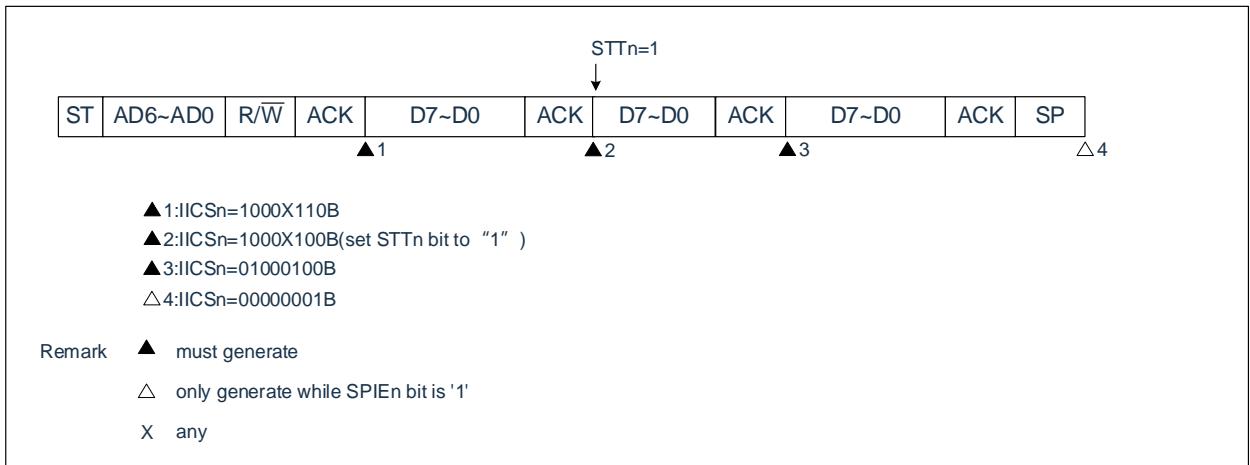 STTn=1
ST AD6~AD0 R/W̅ ACK D7~D0 ACK D7~D0 ACK D7~D0 ACK SP
▲1 ▲2 ▲3 △4
▲1:IICSn=1000X110B
▲2:IICSn=1000X100B(set STTn bit to “1” )
▲3:IICSn=01000100B
△4:IICSn=00000001B
Remark ▲ must generate
△ only generate while SPIEn bit is '1'
X any